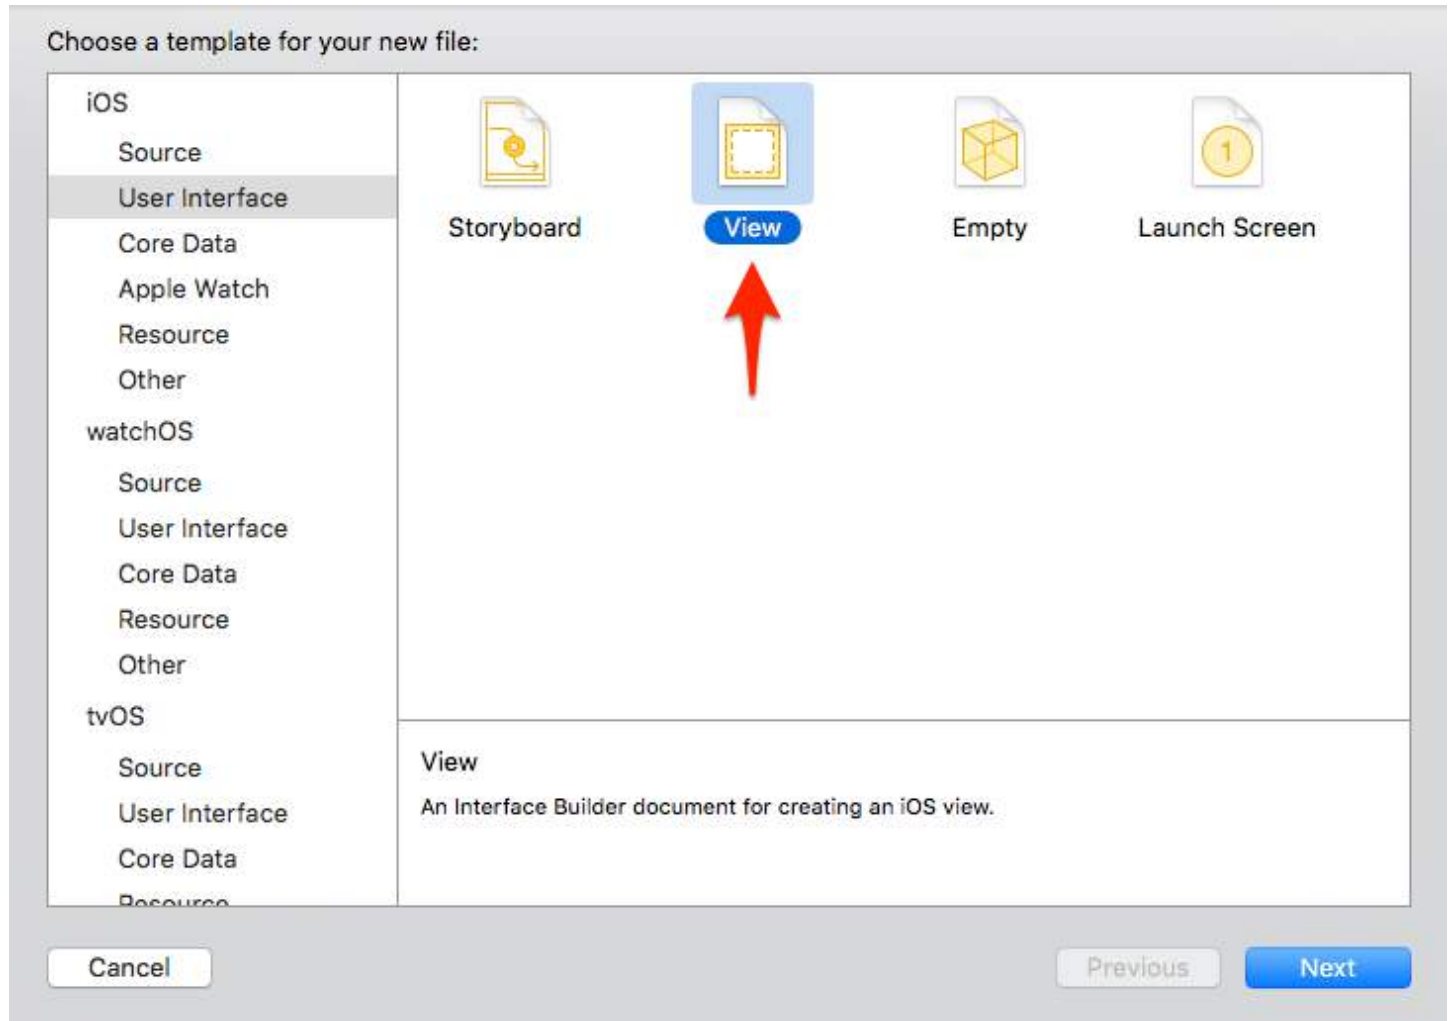 Choose a template for your new file:
iOS
Source
User Interface
Core Data
Apple Watch
Resource
Other
watchOS
Source
User Interface
Core Data
Resource
Other
tvOS
Source
User Interface
Core Data
Resource
Storyboard
View
Empty
1
Launch Screen
View
An Interface Builder document for creating an iOS view.
Cancel
Previous
Next